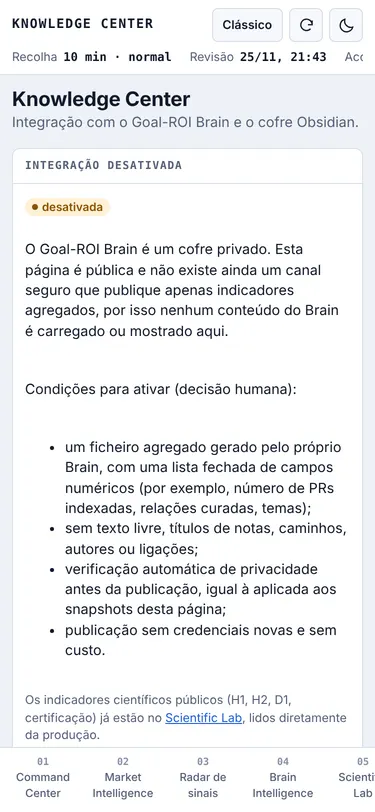 KNOWLEDGE CENTER
Clássico
Recolha 10 min · normal Revisão 25/11, 21:43
Knowledge Center
Integração com o Goal-ROI Brain e o cofre Obsidian.
INTEGRAÇÃO DESATIVADA
desativada
O Goal-ROI Brain é um cofre privado. Esta
página é pública e não existe ainda um canal
seguro que publique apenas indicadores
agregados, por isso nenhum conteúdo do Brain
é carregado ou mostrado aqui.
Condições para ativar (decisão humana):
• um ficheiro agregado gerado pelo próprio
Brain, com uma lista fechada de campos
numéricos (por exemplo, número de PRs
indexadas, relações curadas, temas);
• sem texto livre, títulos de notas, caminhos,
autores ou ligações;
• verificação automática de privacidade
antes da publicação, igual à aplicada aos
snapshots desta página;
• publicação sem credenciais novas e sem
custo.
Os indicadores científicos públicos (H1, H2, D1,
certificação) já estão no Scientific Lab, lidos diretamente
da produção.
01 02 03 04 05
Command Market Radar de Brain
Center Intelligence sinais Intelligence Lab